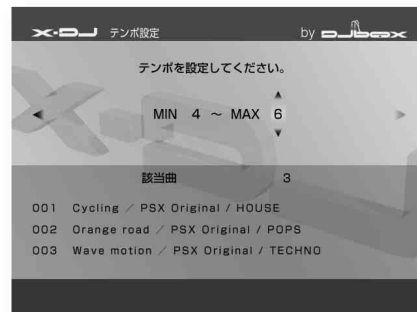 X-DJ テンポ設定 by DJbox
テンポを設定してください。
MIN 4 ~ MAX 6
該当曲 3
001 Cycling / PSX Original / HOUSE
002 Orange road / PSX Original / POPS
003 Wave motion / PSX Original / TECHNO